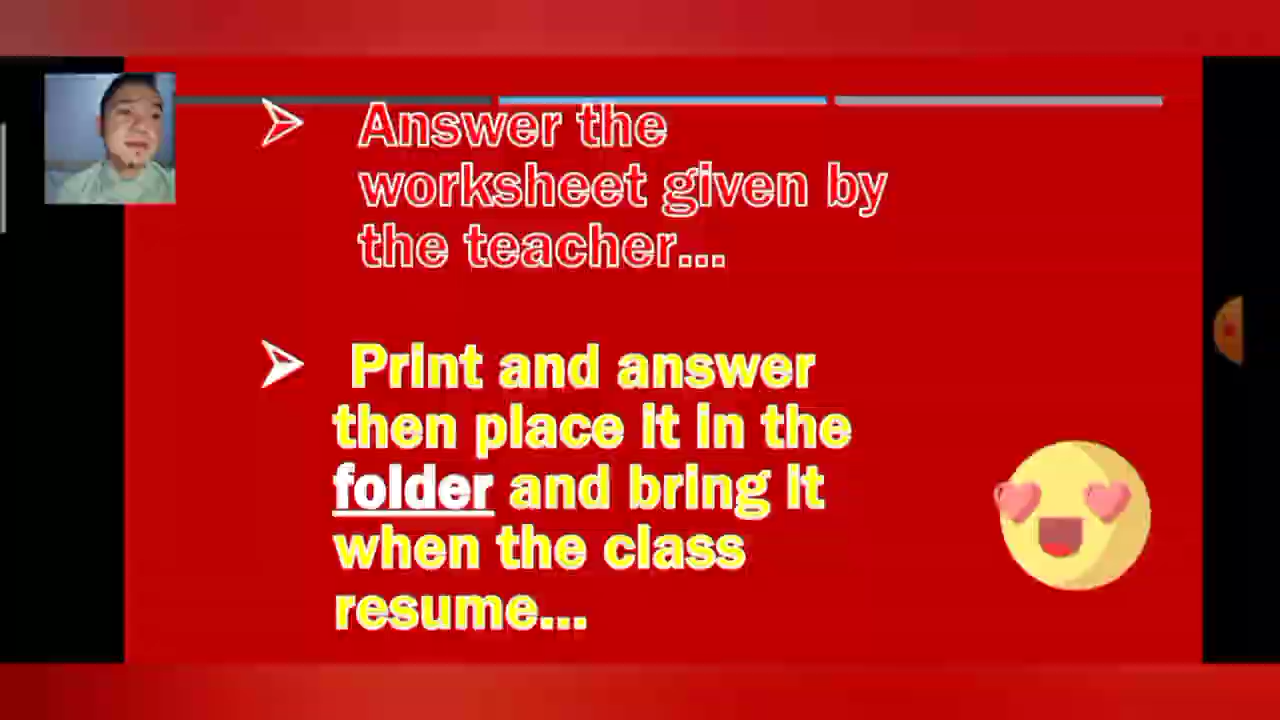 Answer the
worksheet given by
the teacher...
Print and answer
then place it in the
folder and bring it
when the class
resume...